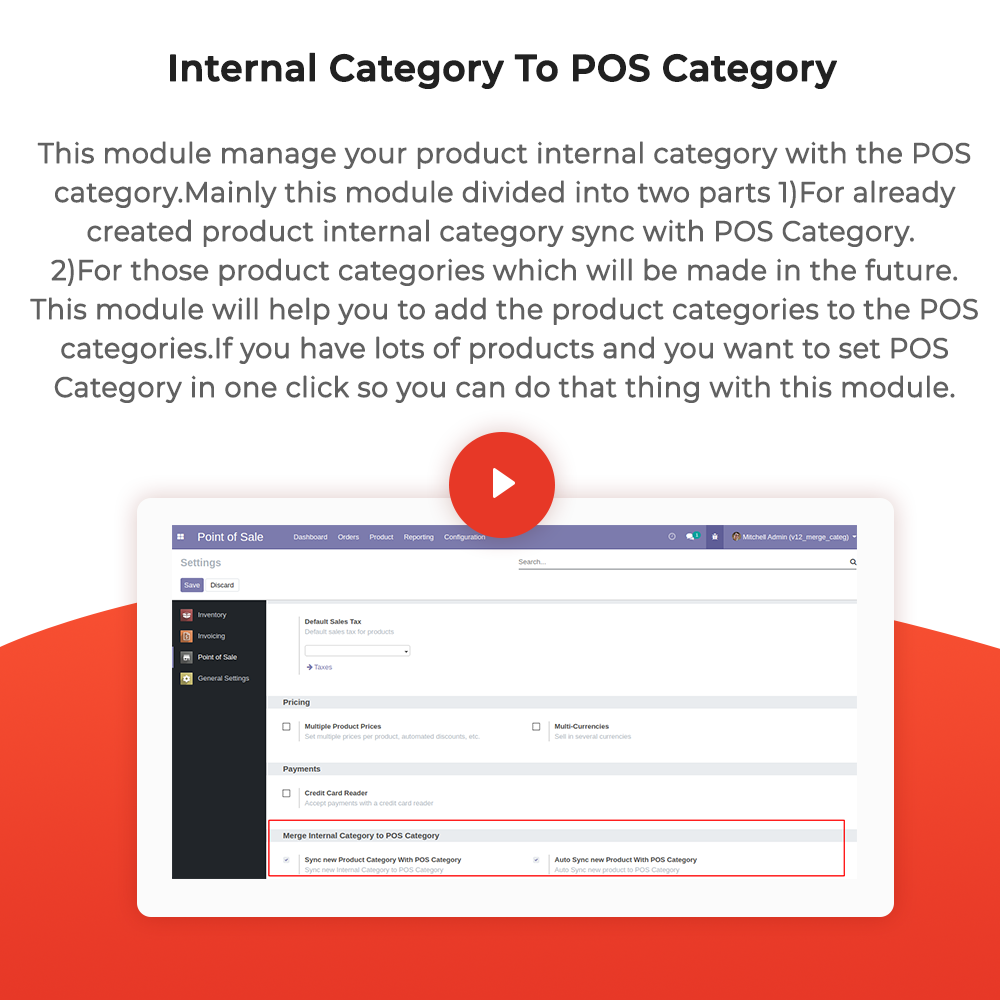 Internal Category To POS Category
This module manage your product internal category with the POS
category.Mainly this module divided into two parts 1)For already
created product internal category sync with POS Category.
2)For those product categories which will be made in the future.
This module will help you to add the product categories to the POS
categories.If you have lots of products and you want to set POS
Category in one click so you can do that thing with this module.
Point of Sale Dashboard Orders Product Reporting Configuration 1 Mitchell Admin (v12_merge_categ)
Settings Search...
Save Discard
Inventory
Invoicing
Point of Sale
General Settings
Default Sales Tax
Default sales tax for products
Taxes
Pricing
Multiple Product Prices Multi-Currencies
Set multiple prices per product, automated discounts, etc. Sell in several currencies
Payments
Credit Card Reader
Accept payments with a credit card reader
Merge Internal Category to POS Category
Sync new Product Category With POS Category Auto Sync new Product With POS Category
Sync new Internal Category to POS Category Auto Sync new product to POS Category